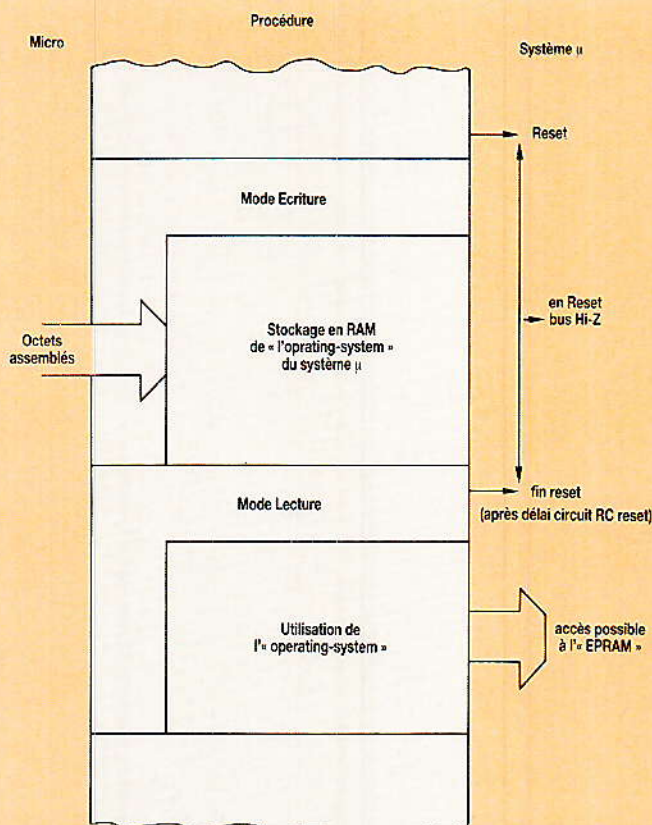 Procédure
Micro
Système µ
Reset
Mode Ecriture
en Reset
bus Hi-Z
Stockage en RAM
de « l'oprating-system »
du système µ
Octets
assemblés
fin reset
(après délai circuit RC reset)
Mode Lecture
Utilisation de
l'« operating-system »
accès possible
à l'« EPRAM »